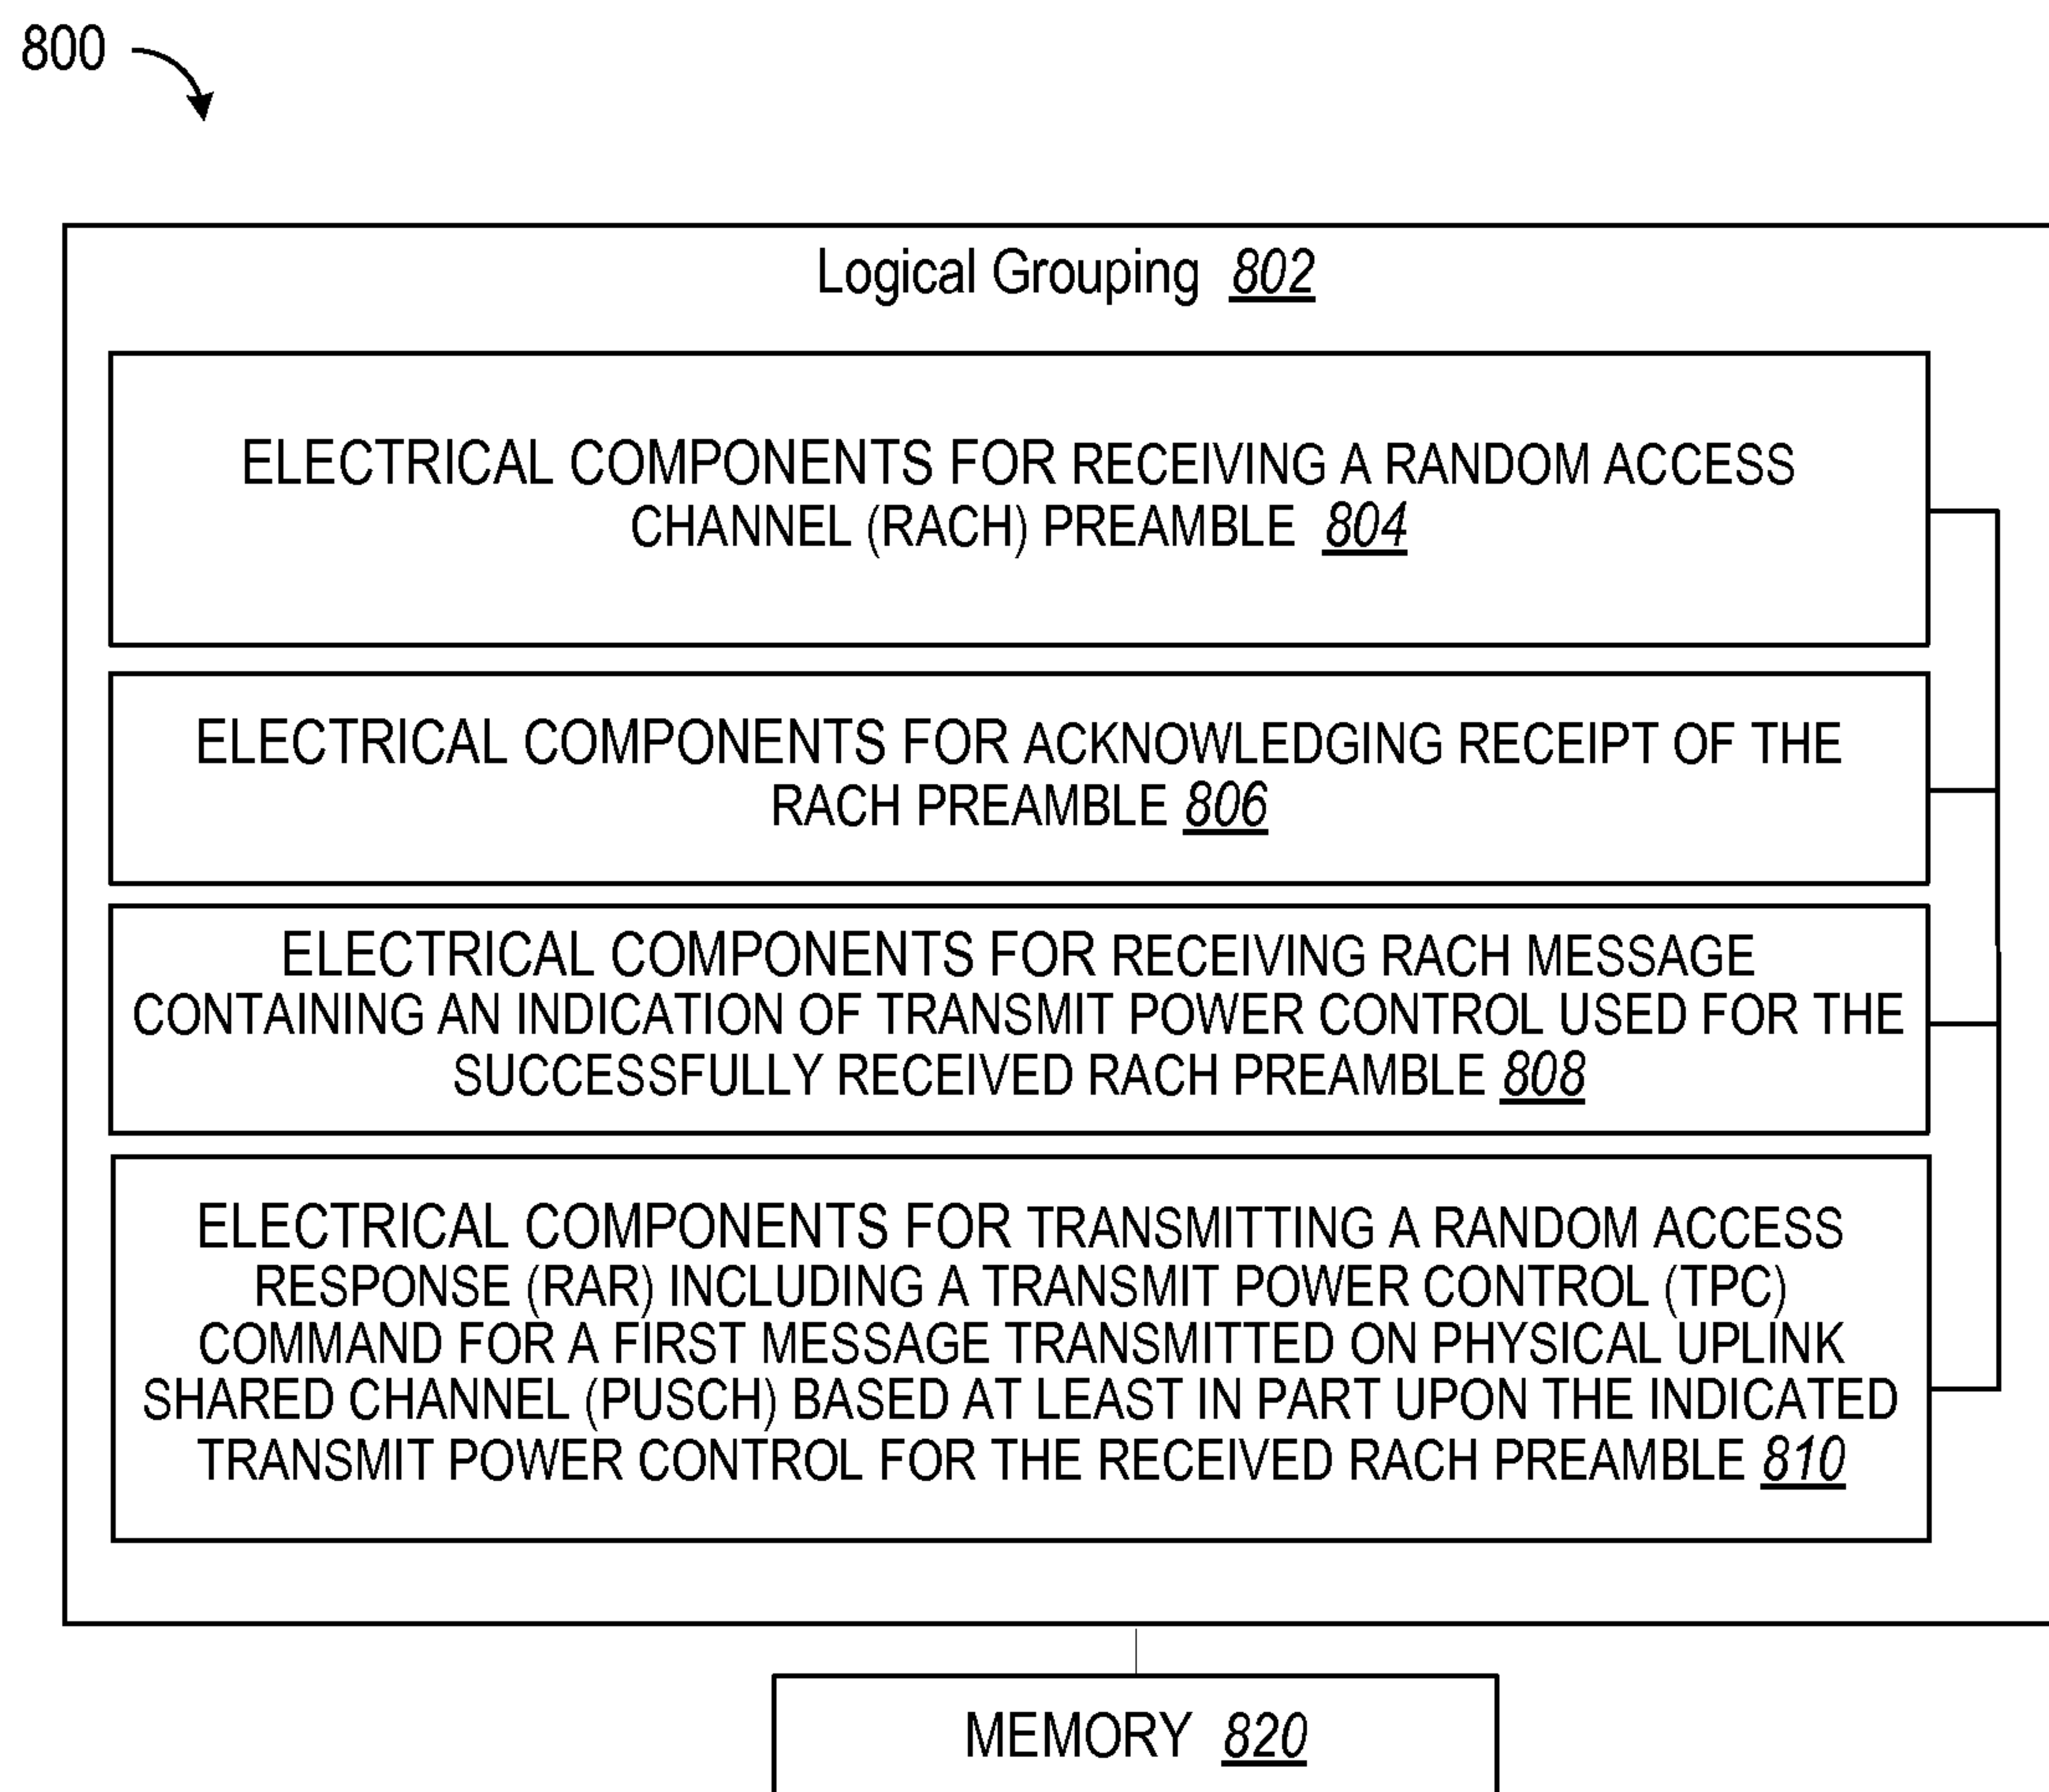 800
Logical Grouping 802
ELECTRICAL COMPONENTS FOR RECEIVING A RANDOM ACCESS
CHANNEL (RACH) PREAMBLE 804
ELECTRICAL COMPONENTS FOR ACKNOWLEDGING RECEIPT OF THE
RACH PREAMBLE 806
ELECTRICAL COMPONENTS FOR RECEIVING RACH MESSAGE
CONTAINING AN INDICATION OF TRANSMIT POWER CONTROL USED FOR THE
SUCCESSFULLY RECEIVED RACH PREAMBLE 808
ELECTRICAL COMPONENTS FOR TRANSMITTING A RANDOM ACCESS
RESPONSE (RAR) INCLUDING A TRANSMIT POWER CONTROL (TPC)
COMMAND FOR A FIRST MESSAGE TRANSMITTED ON PHYSICAL UPLINK
SHARED CHANNEL (PUSCH) BASED AT LEAST IN PART UPON THE INDICATED
TRANSMIT POWER CONTROL FOR THE RECEIVED RACH PREAMBLE 810
MEMORY 820